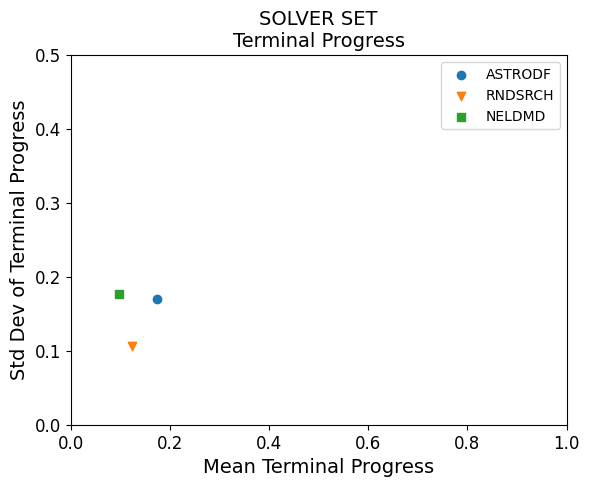 SOLVER SET
Terminal Progress
ASTRODF
RNDSRCH
NELDMD
Std Dev of Terminal Progress
0.5
0.4
0.3
0.2
0.1
0.0
0.0 0.2 0.4 0.6 0.8 1.0
Mean Terminal Progress